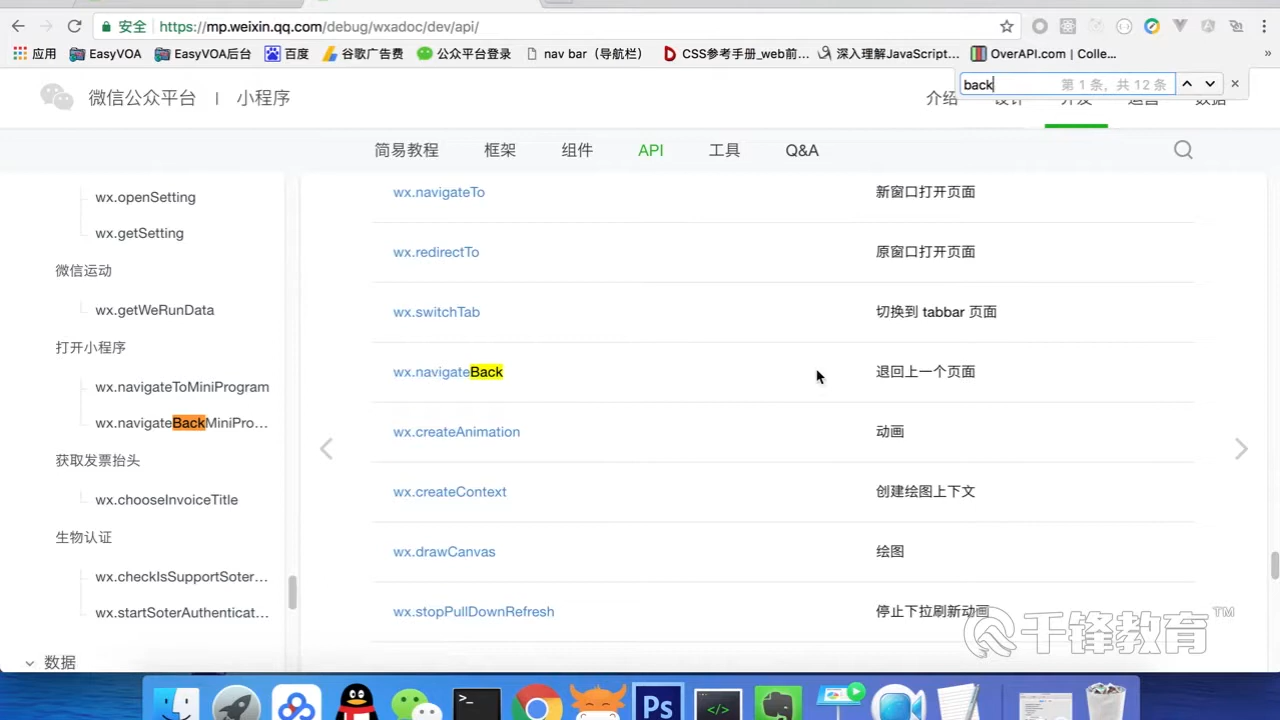 安全 https://mp.weixin.qq.com/debug/wxadoc/dev/api/
应用 EasyVOA EasyVOA后台 百度 谷歌广告费 公众平台登录 nav bar（导航栏） CSS参考手册_web前... 深入理解JavaScript... OverAPI.com | Colle... »
back 第 1 条，共 12 条
微信公众平台 | 小程序 介绍 设计 开发 运营 数据
简易教程 框架 组件 API 工具 Q&A
wx.openSetting
wx.getSetting
微信运动
wx.getWeRunData
打开小程序
wx.navigateToMiniProgram
wx.navigateBackMiniPro...
获取发票抬头
wx.chooseInvoiceTitle
生物认证
wx.checkIsSupportSoter...
wx.startSoterAuthenticat...
数据
wx.navigateTo 新窗口打开页面
wx.redirectTo 原窗口打开页面
wx.switchTab 切换到 tabbar 页面
wx.navigateBack 退回上一个页面
wx.createAnimation 动画
wx.createContext 创建绘图上下文
wx.drawCanvas 绘图
wx.stopPullDownRefresh 停止下拉刷新动画
千锋教育™
Ps